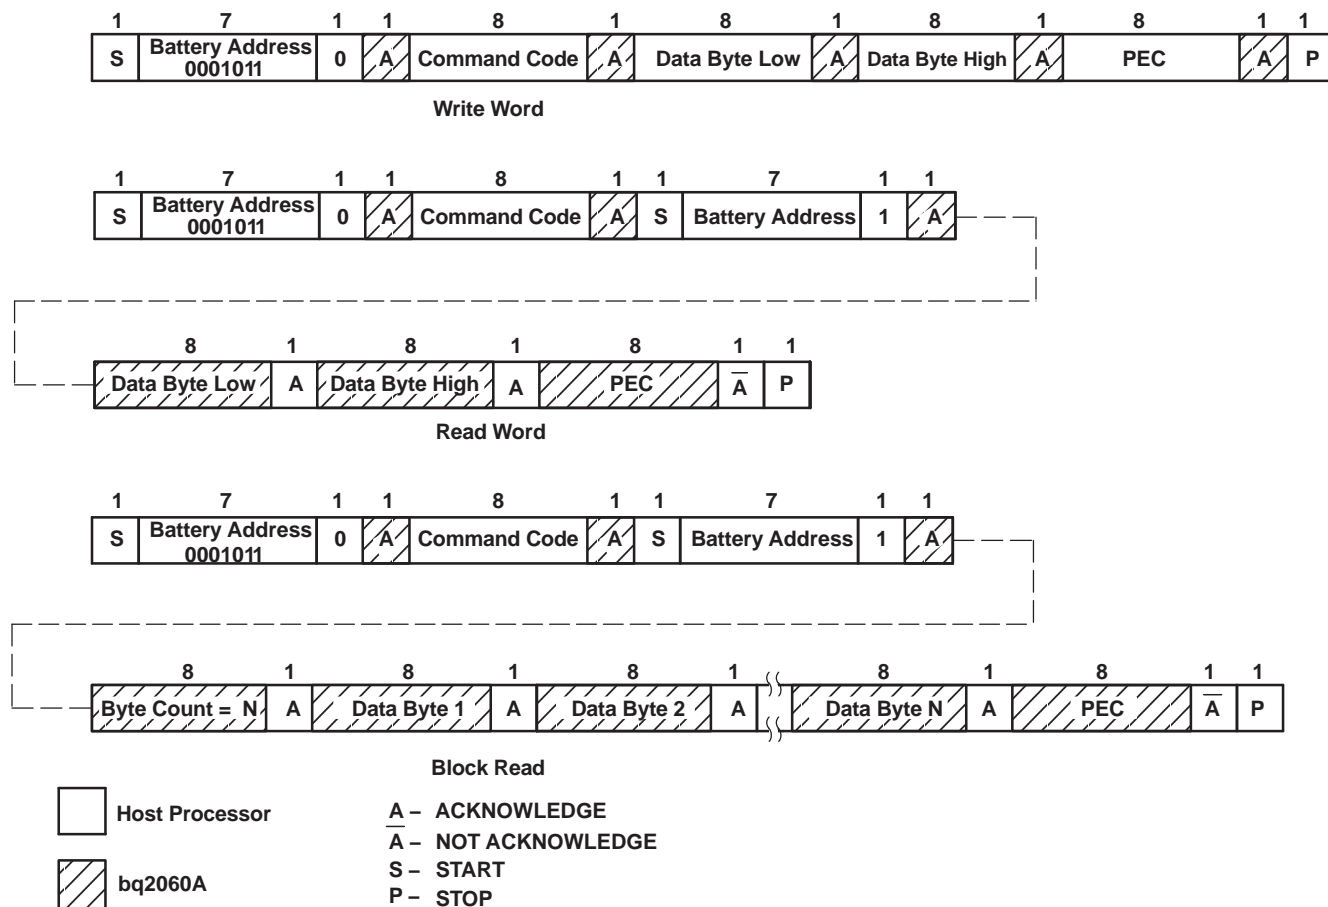 1 7 1 1 8 1 8 1 8 1 8 1 1
S Battery Address 0 A Command Code A Data Byte Low A Data Byte High A PEC A P
0001011
Write Word
1 7 1 1 8 1 1 7 1 1
S Battery Address 0 A Command Code A S Battery Address 1 A
0001011
8 1 8 1 8 1 1
Data Byte Low A Data Byte High A PEC A̅ P
Read Word
1 7 1 1 8 1 1 7 1 1
S Battery Address 0 A Command Code A S Battery Address 1 A
0001011
8 1 8 1 8 1 8 1 8 1 1
Byte Count = N A Data Byte 1 A Data Byte 2 A Data Byte N A PEC A̅ P
Block Read
Host Processor
bq2060A
A – ACKNOWLEDGE
A̅ – NOT ACKNOWLEDGE
S – START
P – STOP